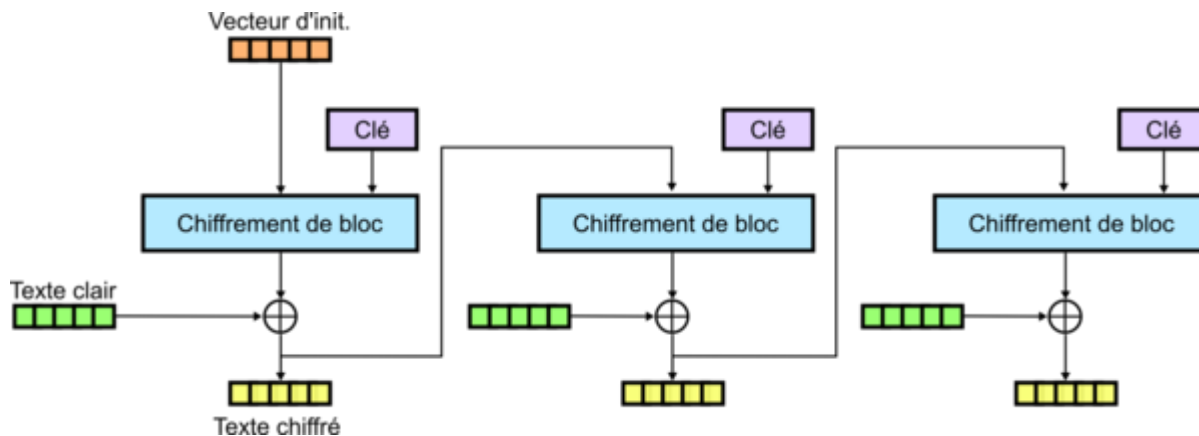 Vecteur d'init.
Clé
Clé
Clé
Chiffrement de bloc
Chiffrement de bloc
Chiffrement de bloc
Texte clair
Texte chiffré